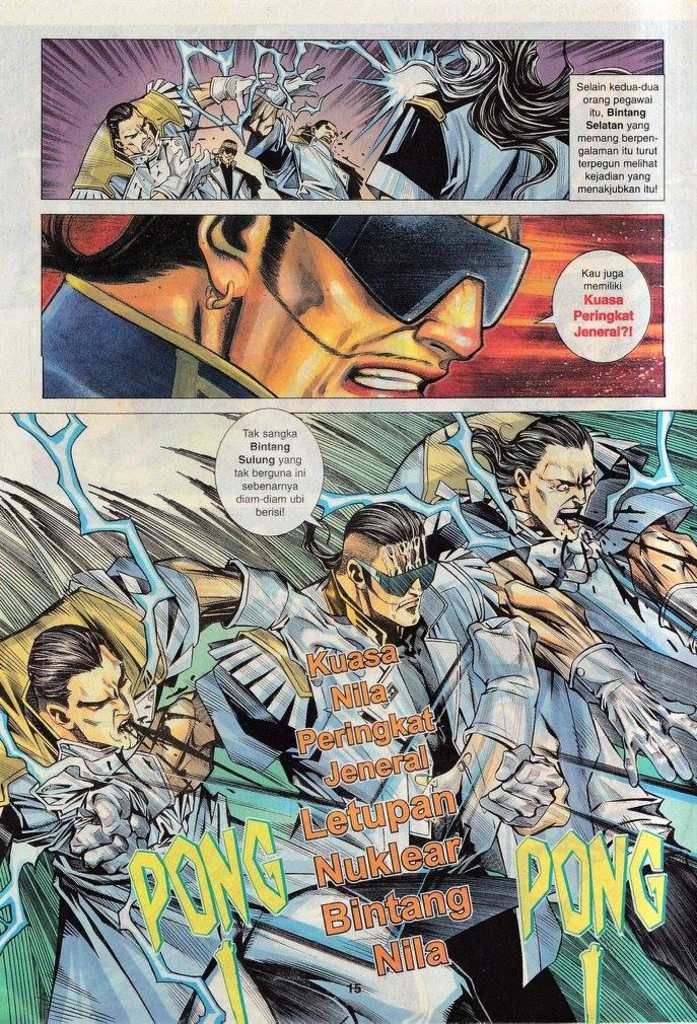 Selain kedua-dua
orang pegawai
itu, Bintang
Selatan yang
memang berpen-
galaman itu turut
terpegun melihat
kejadian yang
menakjubkan itu!
Kau juga
memiliki
Kuasa
Peringkat
Jeneral?!
Tak sangka
Bintang
Sulung yang
tak berguna ini
sebenarnya
diam-diam ubi
berisi!
Kuasa
Nila
Peringkat
Jeneral
Letupan
Nuklear
Bintang
Nila
PONG!
PONG!
15